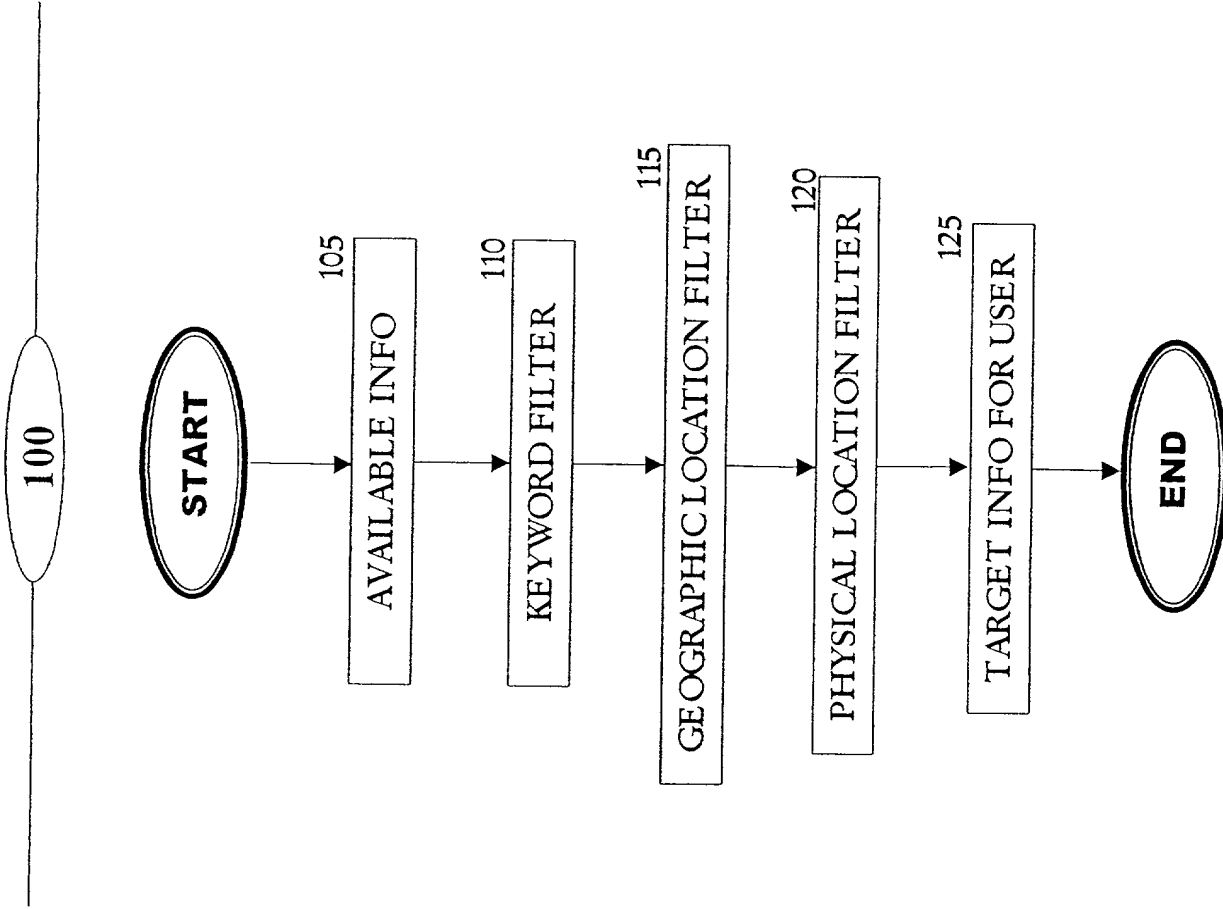 100
START
105
AVAILABLE INFO
110
KEYWORD FILTER
115
GEOGRAPHIC LOCATION FILTER
120
PHYSICAL LOCATION FILTER
125
TARGET INFO FOR USER
END